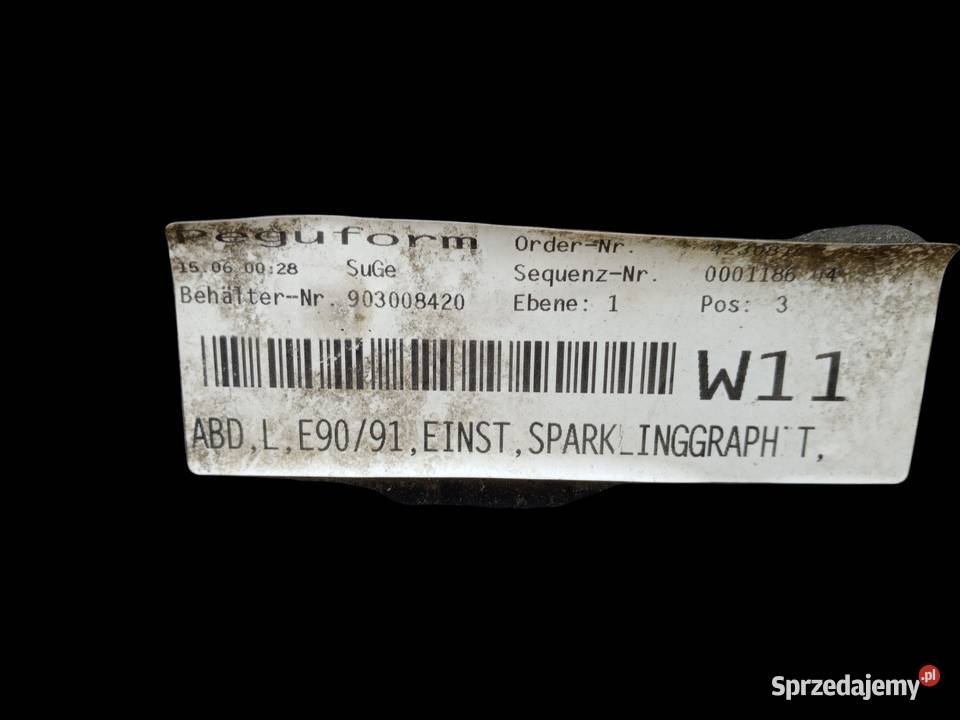 Peguform
Order-Nr.
15.06 00:28 SuGe
Sequenz-Nr. 0001186
Behälter-Nr. 903008420
Ebene: 1 Pos: 3
W11
ABD,L,E90/91,EINST,SPARKLINGGRAPHIT,
Sprzedajemy.pl